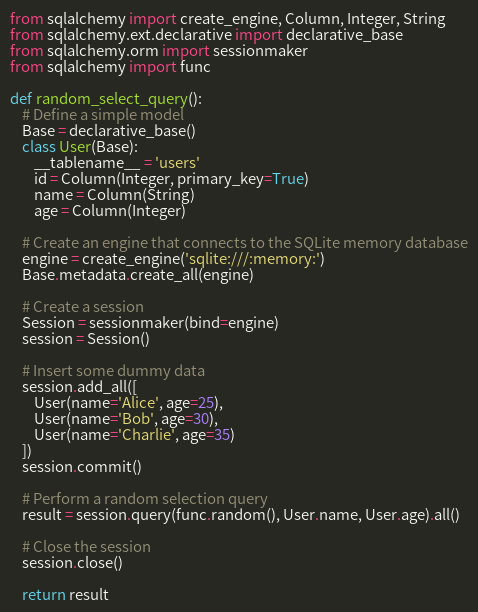 from sqlalchemy import create_engine, Column, Integer, String
from sqlalchemy.ext.declarative import declarative_base
from sqlalchemy.orm import sessionmaker
from sqlalchemy import func

def random_select_query():
    # Define a simple model
    Base = declarative_base()
    class User(Base):
        __tablename__ = 'users'
        id = Column(Integer, primary_key=True)
        name = Column(String)
        age = Column(Integer)

    # Create an engine that connects to the SQLite memory database
    engine = create_engine('sqlite:///:memory:')
    Base.metadata.create_all(engine)

    # Create a session
    Session = sessionmaker(bind=engine)
    session = Session()

    # Insert some dummy data
    session.add_all([
        User(name='Alice', age=25),
        User(name='Bob', age=30),
        User(name='Charlie', age=35)
    ])
    session.commit()

    # Perform a random selection query
    result = session.query(func.random(), User.name, User.age).all()

    # Close the session
    session.close()

    return result